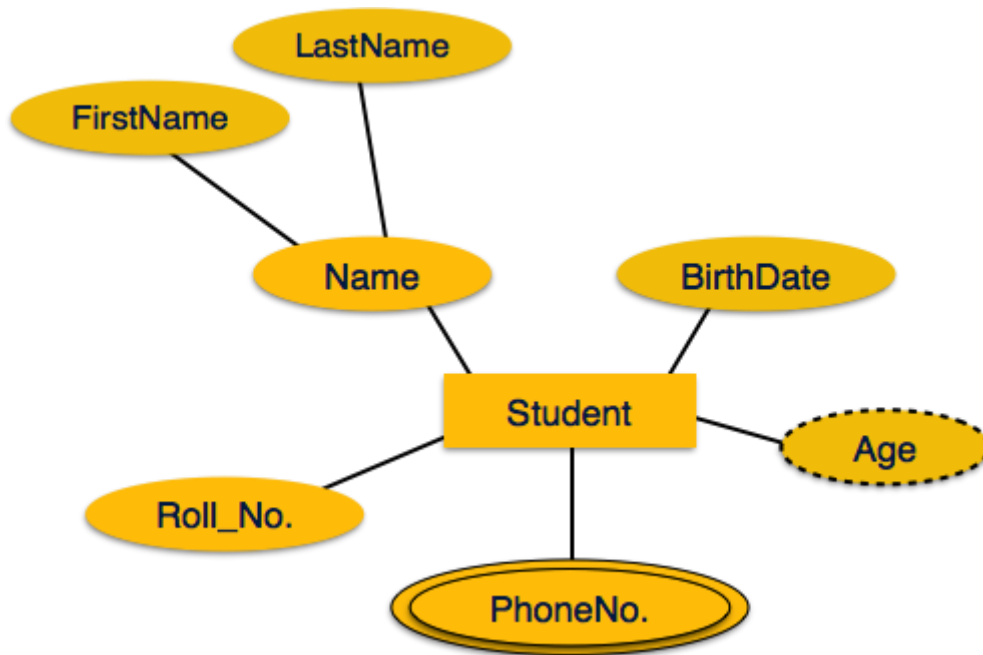 LastName
FirstName
Name
BirthDate
Student
Age
Roll_No.
PhoneNo.